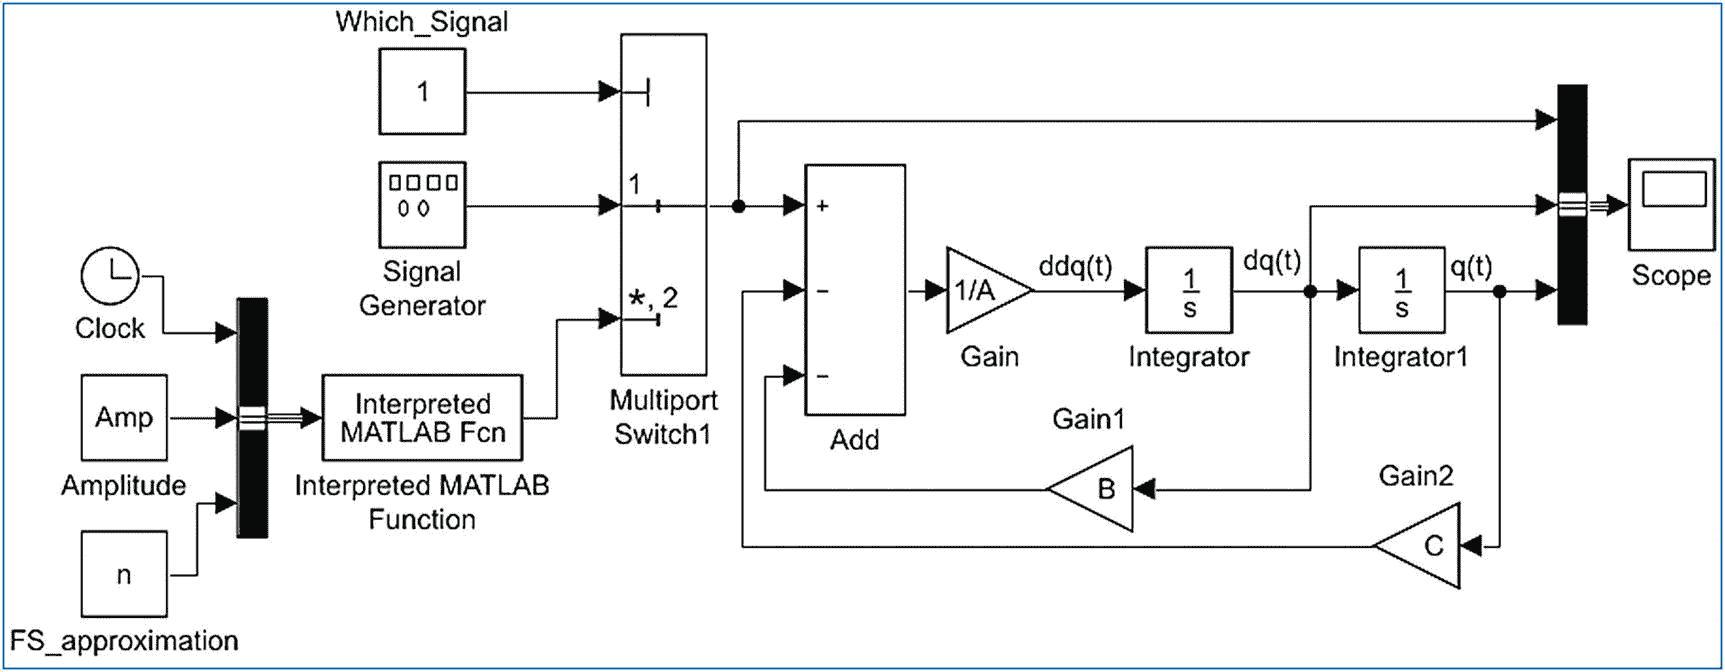 Which_Signal
1
Signal
Generator
Clock
Amp
Amplitude
n
FS_approximation
Interpreted
MATLAB Fcn
Interpreted MATLAB
Function
1
*, 2
Multiport
Switch1
+
−
−
Add
1/A
Gain
ddq(t)
1
s
Integrator
dq(t)
1
s
Integrator1
q(t)
Gain1
B
Gain2
C
Scope